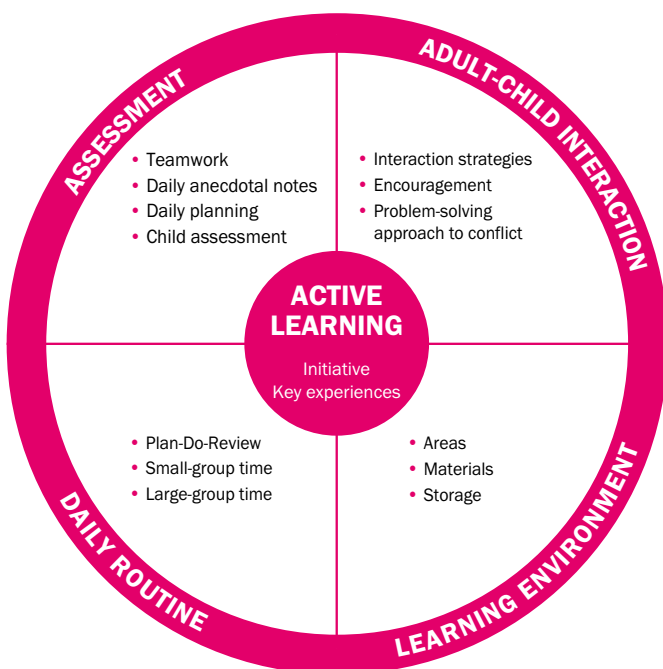 ASSESSMENT
• Teamwork
• Daily anecdotal notes
• Daily planning
• Child assessment
ADULT-CHILD INTERACTION
• Interaction strategies
• Encouragement
• Problem-solving
approach to conflict
ACTIVE
LEARNING
Initiative
Key experiences
DAILY ROUTINE
• Plan-Do-Review
• Small-group time
• Large-group time
LEARNING ENVIRONMENT
• Areas
• Materials
• Storage